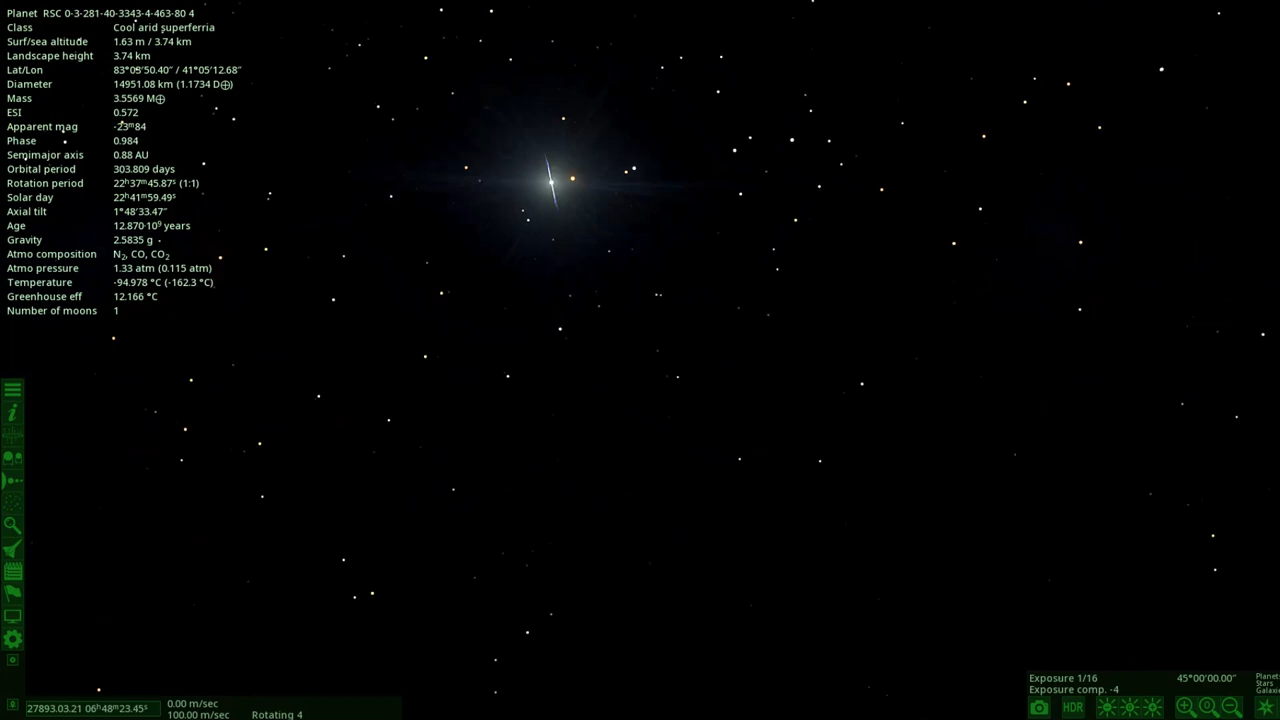 Planet RSC 0-3-281-40-3343-4-463-80 4
Class Cool arid superferria
Surf/sea altitude 1.63 m / 3.74 km
Landscape height 3.74 km
Lat/Lon 83°03′50.40″ / 41°05′12.68″
Diameter 14951.08 km (1.1734 D⊕)
Mass 3.5569 M⊕
ESI 0.572
Apparent mag -23ᵐ84
Phase 0.984
Semimajor axis 0.88 AU
Orbital period 303.809 days
Rotation period 22ʰ37ᵐ45.87ˢ (1:1)
Solar day 22ʰ41ᵐ59.49ˢ
Axial tilt 1°48′33.47″
Age 12.870·10⁹ years
Gravity 2.5835 g
Atmo composition N₂, CO, CO₂
Atmo pressure 1.33 atm (0.115 atm)
Temperature -94.978 °C (-162.3 °C)
Greenhouse eff 12.166 °C
Number of moons 1
Exposure 1/16 45°00′00.00″
Exposure comp. -4
Planets
Stars
Galaxie
HDR
27893.03.21 06ʰ48ᵐ23.45ˢ
0.00 m/sec
100.00 m/sec Rotating 4